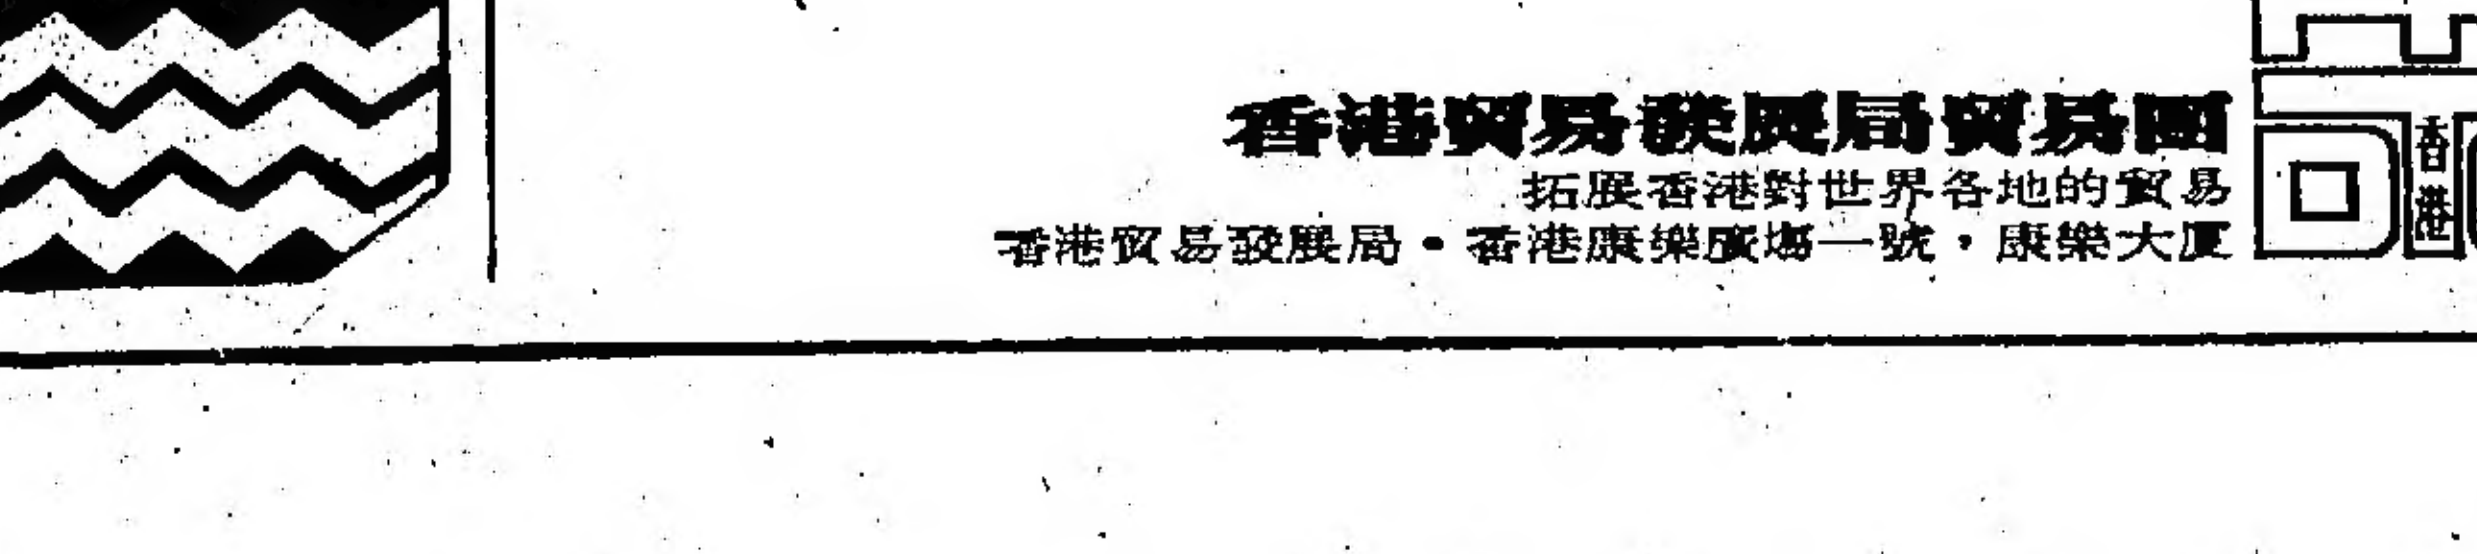 香港貿易發展局貿易團
拓展香港對世界各地的貿易
香港貿易發展局•香港康樂廣場一號，康樂大厦
香港